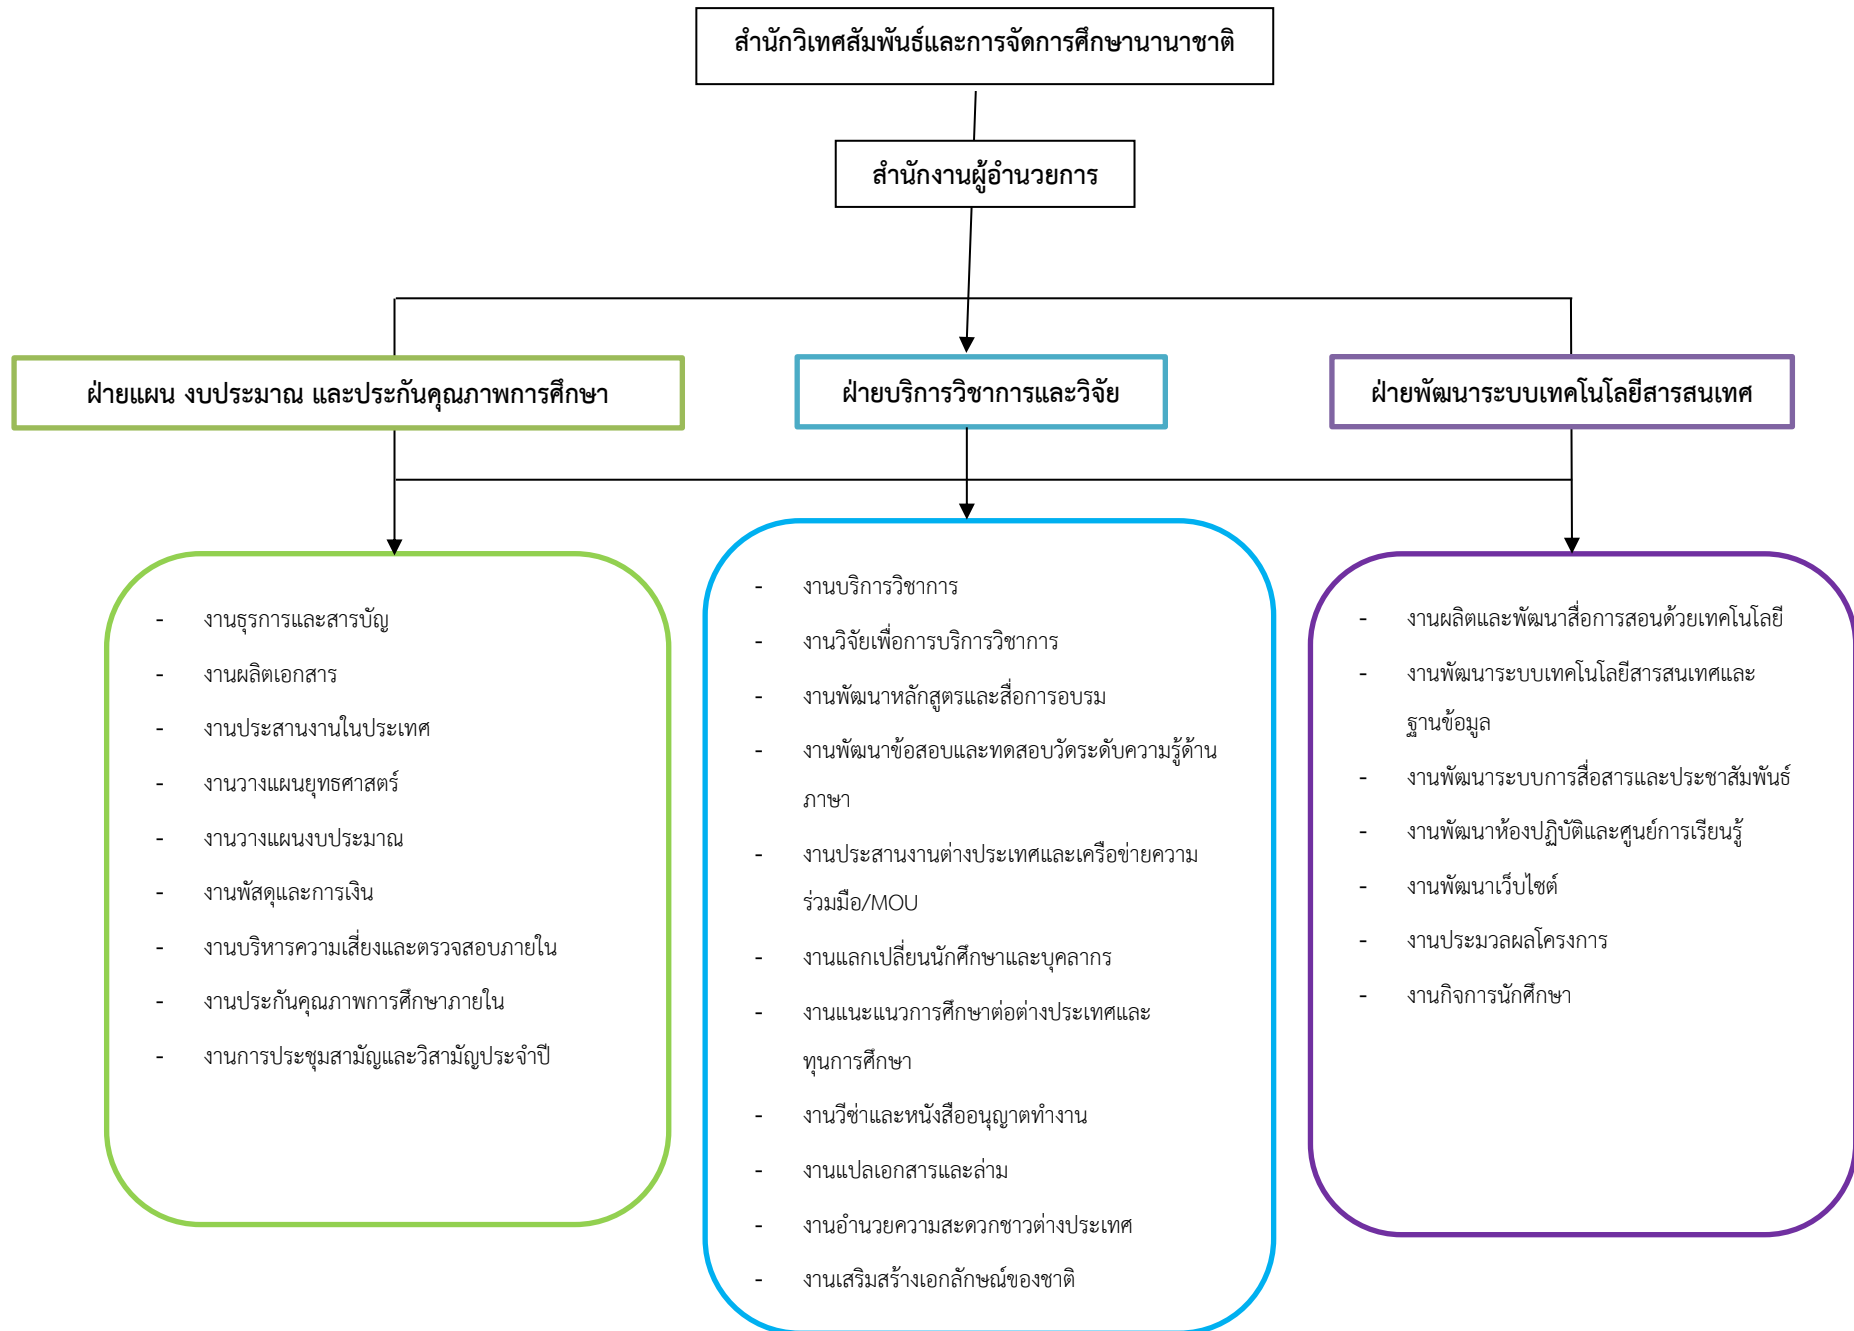 สำนักวิเทศสัมพันธ์และการจัดการศึกษานานาชาติ
สำนักงานผู้อำนวยการ
ฝ่ายแผน งบประมาณ และประกันคุณภาพการศึกษา
ฝ่ายบริการวิชาการและวิจัย
ฝ่ายพัฒนาระบบเทคโนโลยีสารสนเทศ
- งานธุรการและสารบัญ
- งานผลิตเอกสาร
- งานประสานงานในประเทศ
- งานวางแผนยุทธศาสตร์
- งานวางแผนงบประมาณ
- งานพัสดุและการเงิน
- งานบริหารความเสี่ยงและตรวจสอบภายใน
- งานประกันคุณภาพการศึกษาภายใน
- งานการประชุมสามัญและวิสามัญประจำปี
- งานบริการวิชาการ
- งานวิจัยเพื่อการบริการวิชาการ
- งานพัฒนาหลักสูตรและสื่อการอบรม
- งานพัฒนาข้อสอบและทดสอบวัดระดับความรู้ด้าน
ภาษา
- งานประสานงานต่างประเทศและเครือข่ายความ
ร่วมมือ/MOU
- งานแลกเปลี่ยนนักศึกษาและบุคลากร
- งานแนะแนวการศึกษาต่อต่างประเทศและ
ทุนการศึกษา
- งานวีซ่าและหนังสืออนุญาตทำงาน
- งานแปลเอกสารและล่าม
- งานอำนวยความสะดวกชาวต่างประเทศ
- งานเสริมสร้างเอกลักษณ์ของชาติ
- งานผลิตและพัฒนาสื่อการสอนด้วยเทคโนโลยี
- งานพัฒนาระบบเทคโนโลยีสารสนเทศและ
ฐานข้อมูล
- งานพัฒนาระบบการสื่อสารและประชาสัมพันธ์
- งานพัฒนาห้องปฏิบัติและศูนย์การเรียนรู้
- งานพัฒนาเว็บไซต์
- งานประมวลผลโครงการ
- งานกิจการนักศึกษา